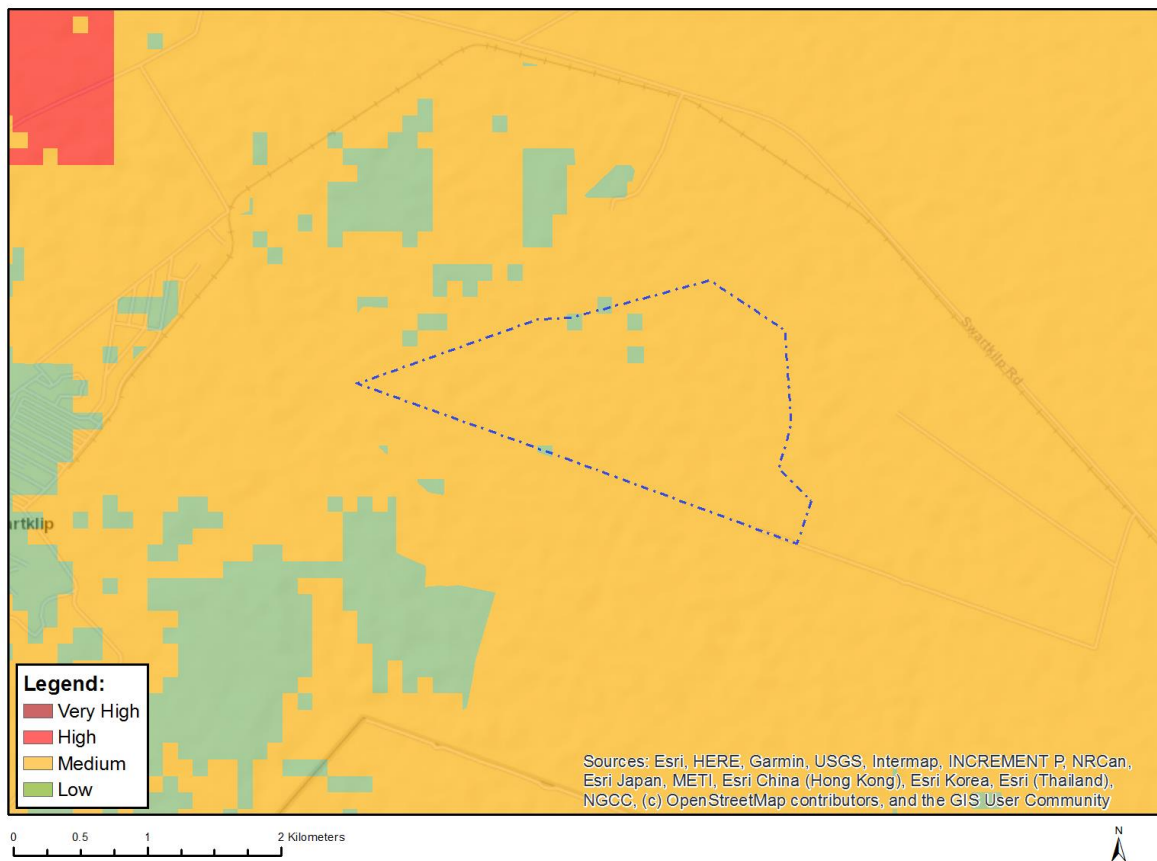 Swartklip Rd
artklip
Legend:
Very High
High
Medium
Low
Sources: Esri, HERE, Garmin, USGS, Intermap, INCREMENT P, NRCan,
Esri Japan, METI, Esri China (Hong Kong), Esri Korea, Esri (Thailand),
NGCC, (c) OpenStreetMap contributors, and the GIS User Community
0 0.5 1 2 Kilometers
N